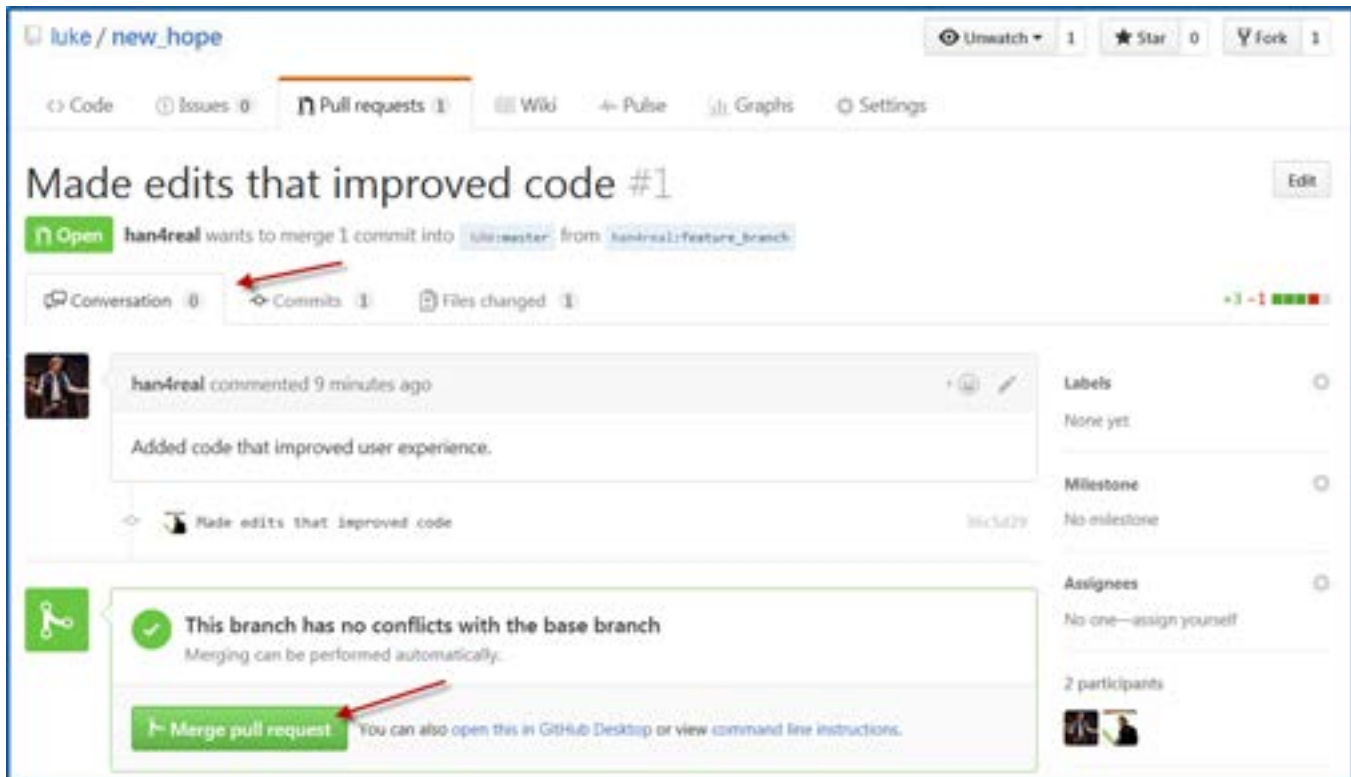 luke / new_hope
Unwatch 1 Star 0 Fork 1
Code Issues 0 Pull requests 1 Wiki Pulse Graphs Settings
Made edits that improved code #1
Edit
Open han4real wants to merge 1 commit into luke:master from han4real:feature_branch
Conversation 0 Commits 1 Files changed 1
+3 −1
han4real commented 9 minutes ago
Added code that improved user experience.
Made edits that improved code
Labels
None yet
Milestone
No milestone
Assignees
No one—assign yourself
2 participants
This branch has no conflicts with the base branch
Merging can be performed automatically.
Merge pull request You can also open this in GitHub Desktop or view command line instructions.